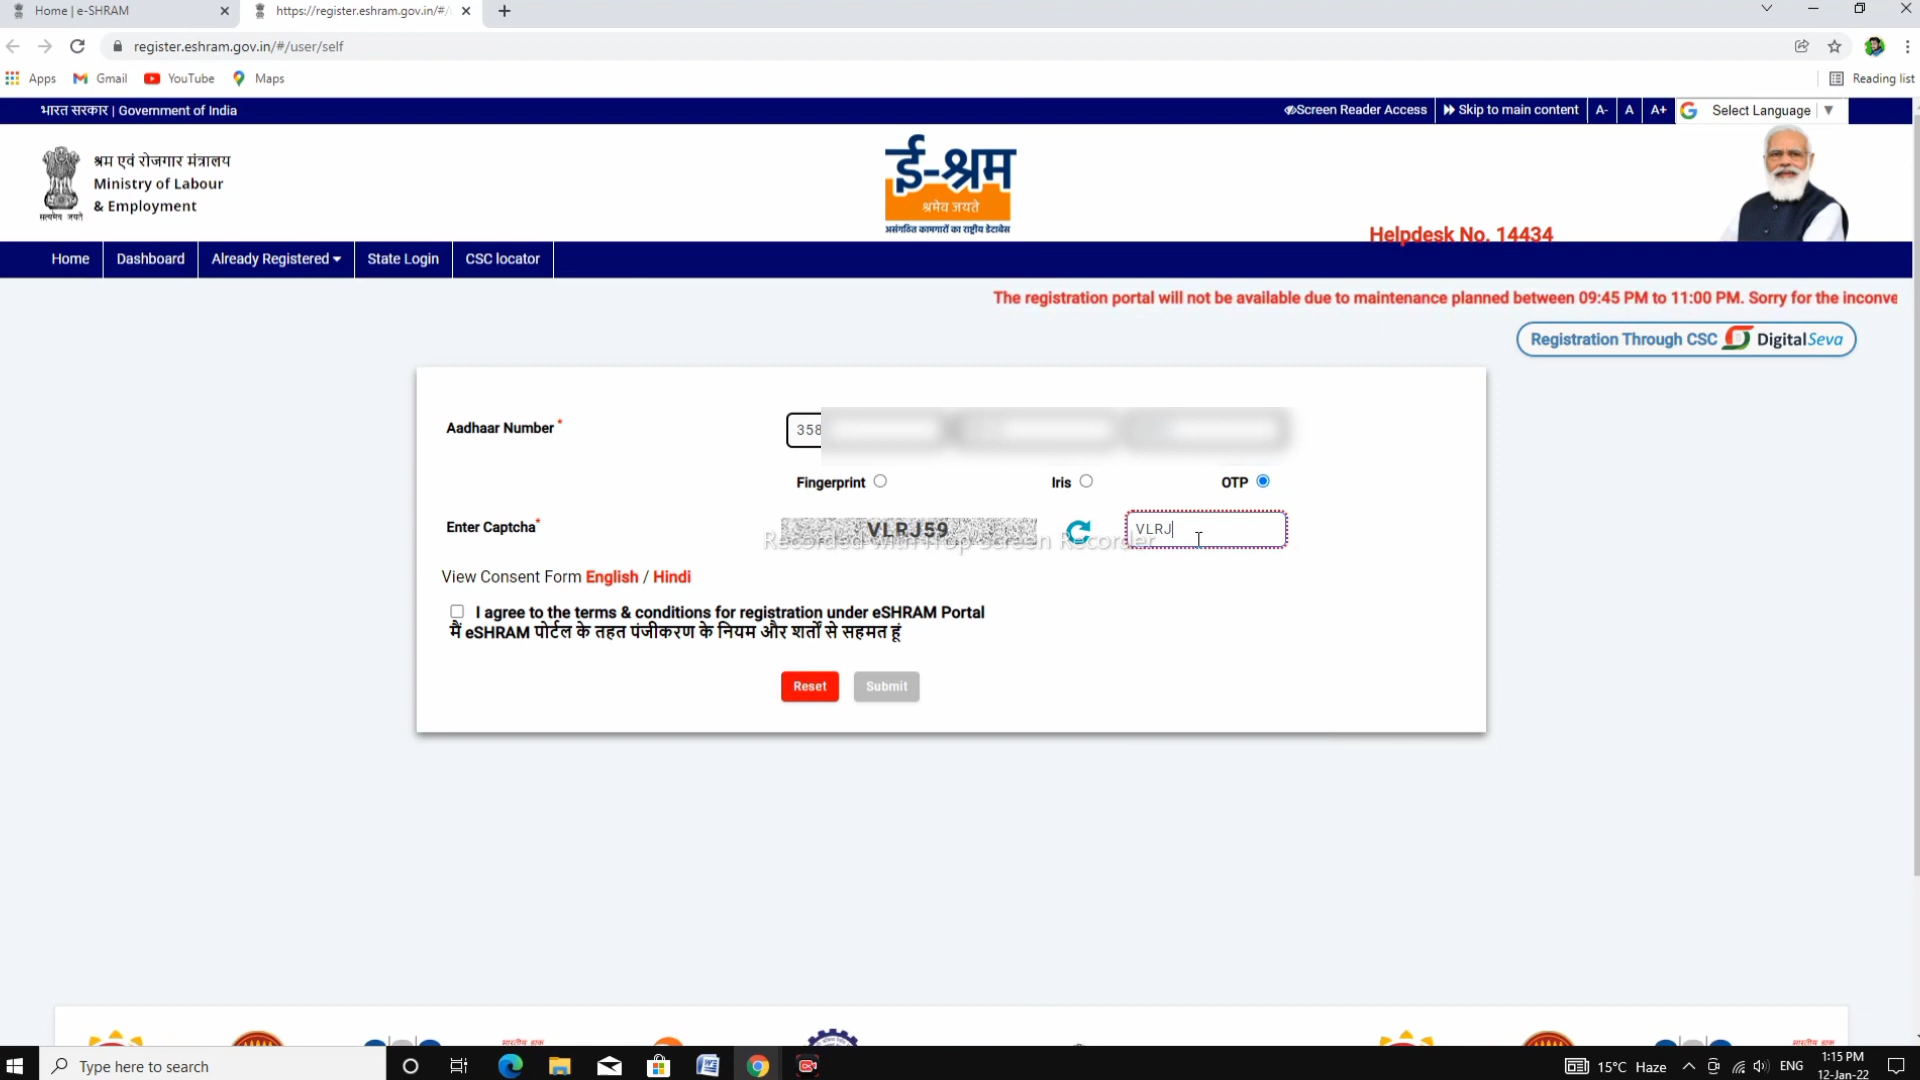 Home | e-SHRAM
https://register.eshram.gov.in/#/
register.eshram.gov.in/#/user/self
Apps Gmail YouTube Maps Reading list
भारत सरकार | Government of India Screen Reader Access Skip to main content A- A A+ Select Language ▼
श्रम एवं रोजगार मंत्रालय
Ministry of Labour
& Employment
सत्यमेव जयते
ई-श्रम
श्रमेव जयते
असंगठित कामगारों का राष्ट्रीय डेटाबेस
Helpdesk No. 14434
Home Dashboard Already Registered State Login CSC locator
The registration portal will not be available due to maintenance planned between 09:45 PM to 11:00 PM. Sorry for the inconve
Registration Through CSC DigitalSeva
Aadhaar Number * 358
Fingerprint Iris OTP
Enter Captcha* VLRJ59 VLRJ
Recorded with iTop Screen Recorder
View Consent Form English / Hindi
I agree to the terms & conditions for registration under eSHRAM Portal
मैं eSHRAM पोर्टल के तहत पंजीकरण के नियम और शर्तों से सहमत हूं
Reset Submit
Type here to search
15°C Haze ENG
1:15 PM
12-Jan-22